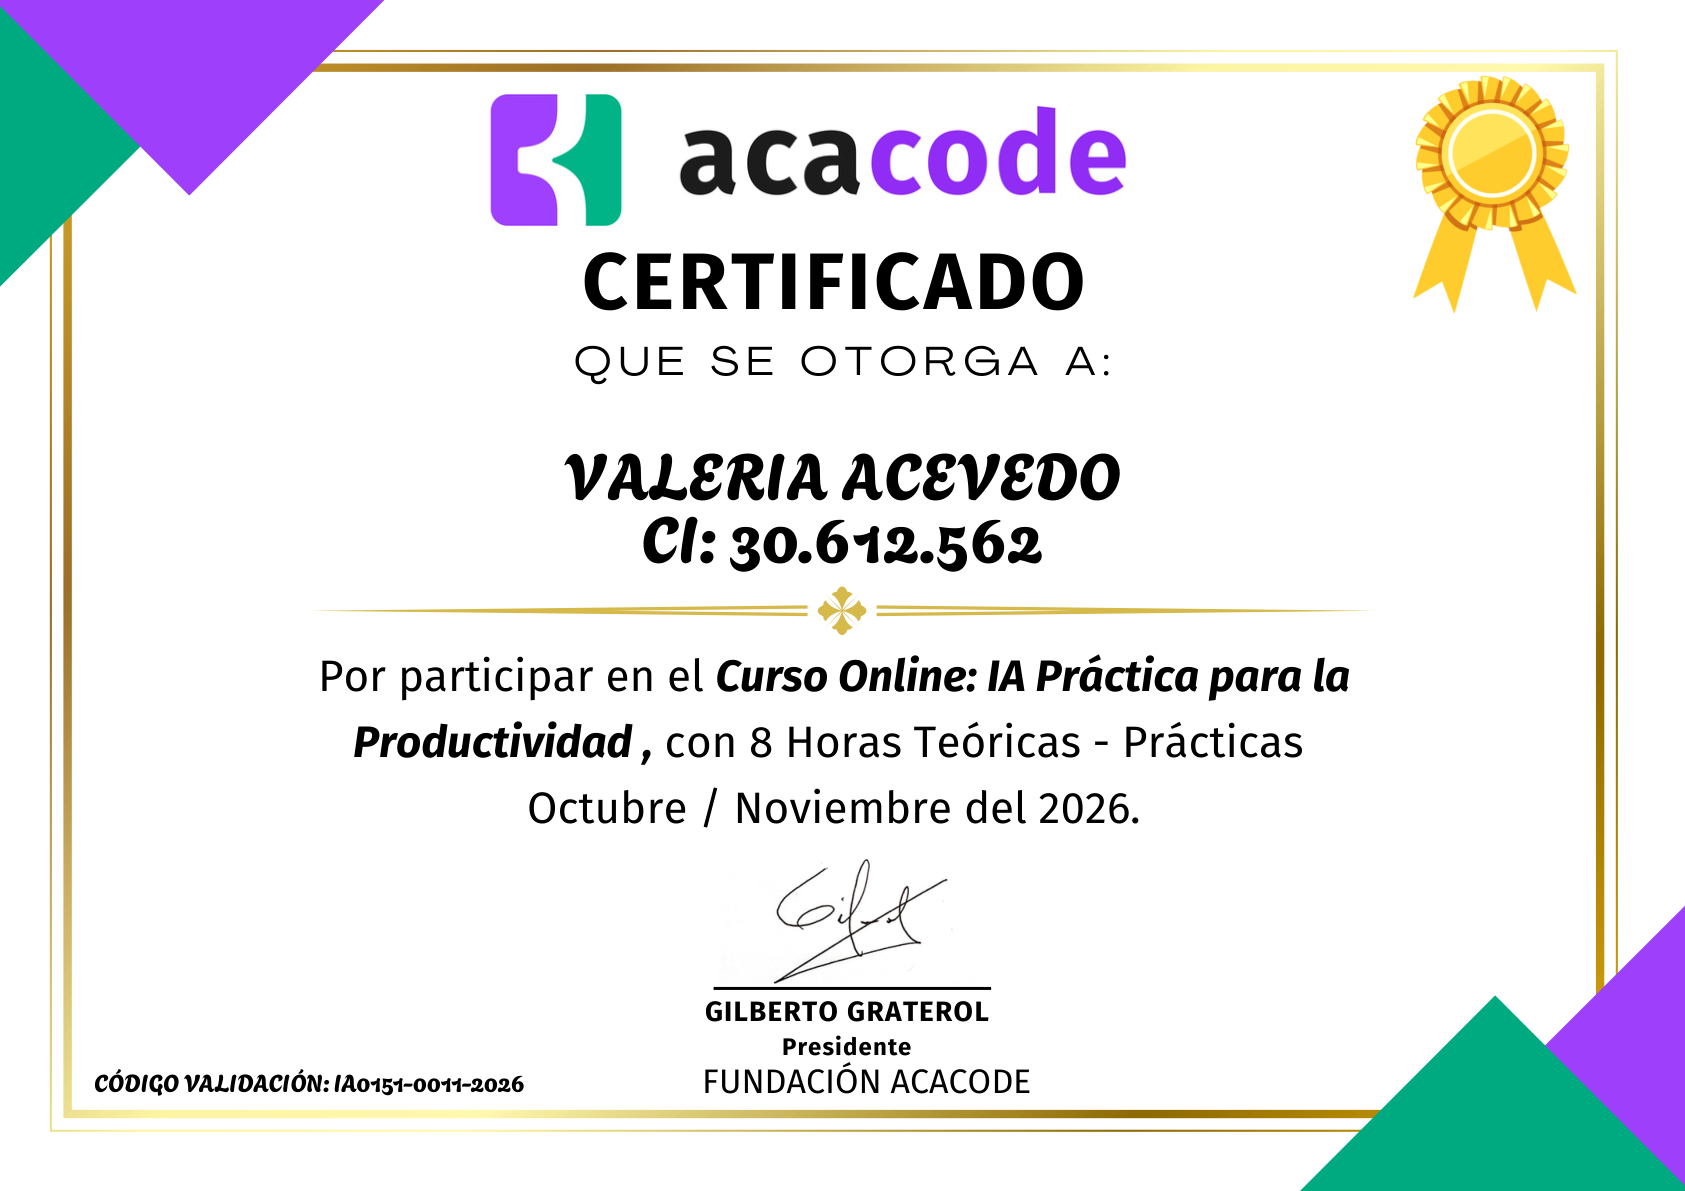 acacode
CERTIFICADO
QUE SE OTORGA A:
VALERIA ACEVEDO
CI: 30.612.562
Por participar en el Curso Online: IA Práctica para la
Productividad , con 8 Horas Teóricas - Prácticas
Octubre / Noviembre del 2026.
GILBERTO GRATEROL
Presidente
FUNDACIÓN ACACODE
CÓDIGO VALIDACIÓN: IA0151-0011-2026